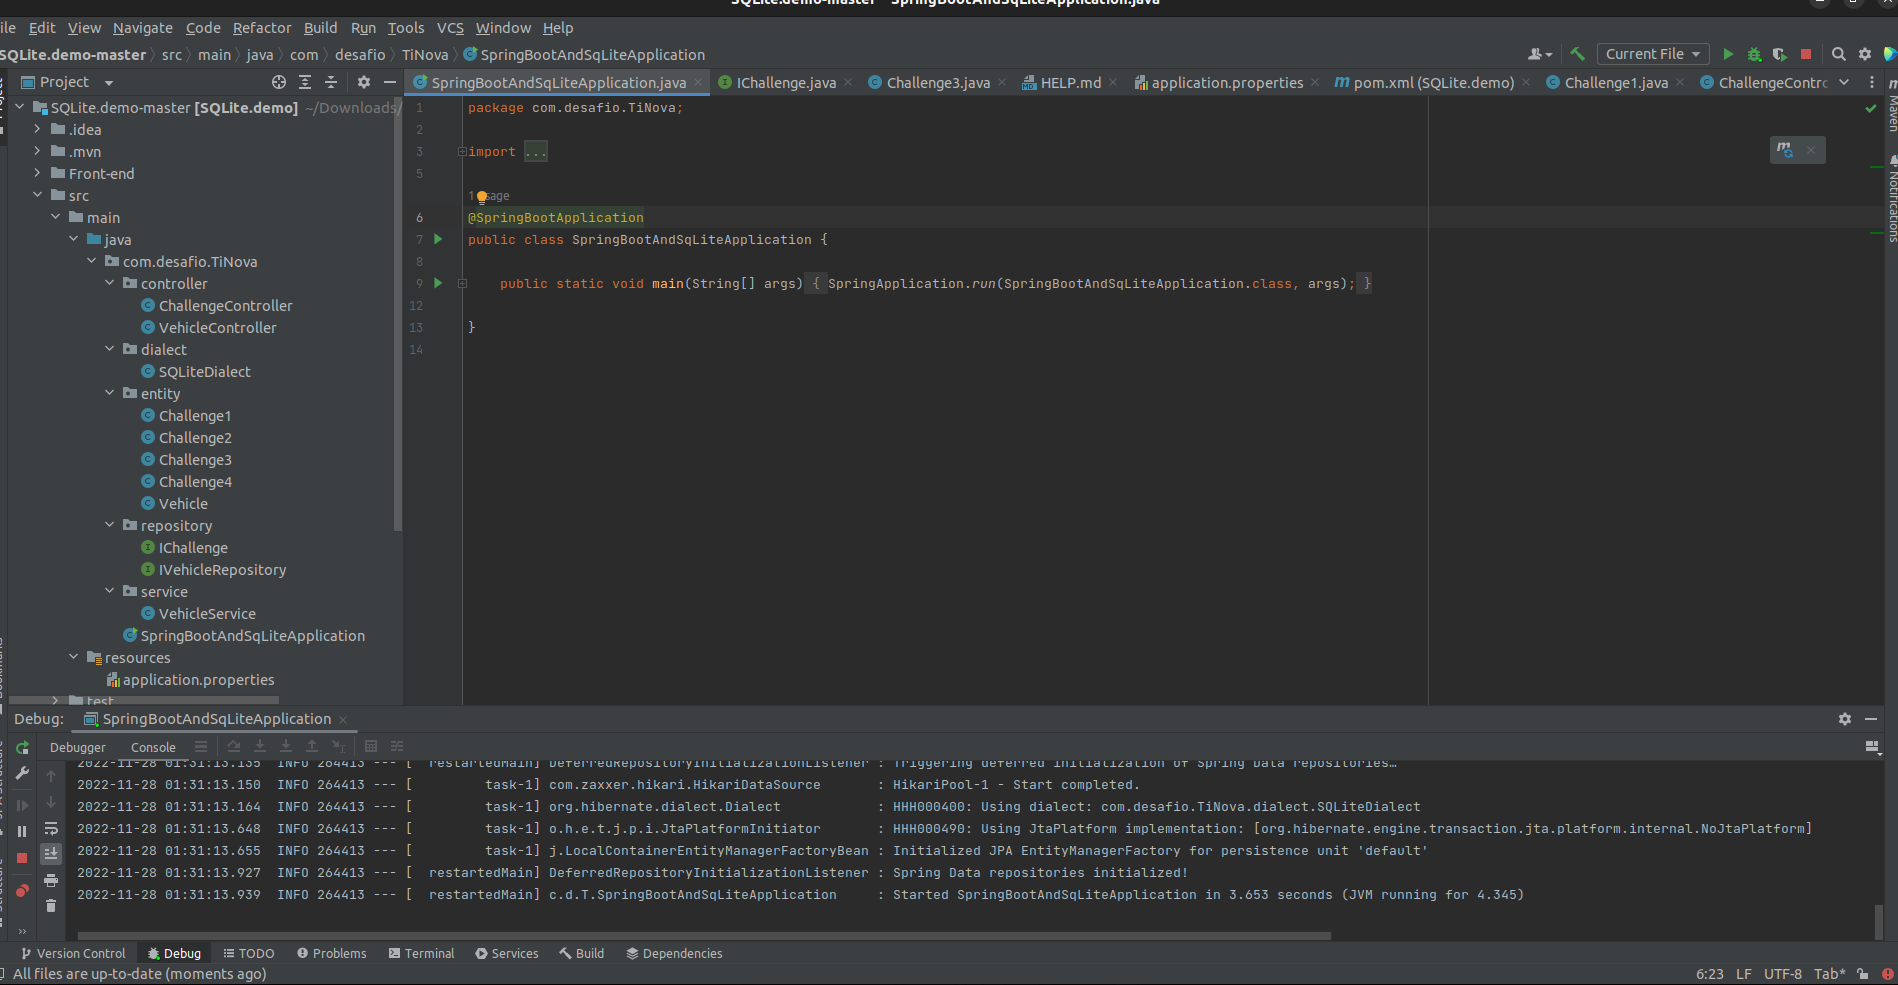 SQLite.demo-master - SpringBootAndSqLiteApplication.java
ile Edit View Navigate Code Refactor Build Run Tools VCS Window Help
SQLite.demo-master src main java com desafio TiNova SpringBootAndSqLiteApplication
Current File
Project
SpringBootAndSqLiteApplication.java IChallenge.java Challenge3.java HELP.md application.properties pom.xml (SQLite.demo) Challenge1.java ChallengeContrc
SQLite.demo-master [SQLite.demo] ~/Downloads/
.idea
.mvn
Front-end
src
main
java
com.desafio.TiNova
controller
ChallengeController
VehicleController
dialect
SQLiteDialect
entity
Challenge1
Challenge2
Challenge3
Challenge4
Vehicle
repository
IChallenge
IVehicleRepository
service
VehicleService
SpringBootAndSqLiteApplication
resources
application.properties
test
1 package com.desafio.TiNova;
2
3 import ...
5
1 sage
6 @SpringBootApplication
7 public class SpringBootAndSqLiteApplication {
8
9 public static void main(String[] args) { SpringApplication.run(SpringBootAndSqLiteApplication.class, args); }
12
13 }
14
Maven
Notifications
Debug: SpringBootAndSqLiteApplication
Debugger Console
2022-11-28 01:31:13.135 INFO 264413 --- [ restartedMain] DeferredRepositoryInitializationListener : Triggering deferred initialization of Spring Data repositories…
2022-11-28 01:31:13.150 INFO 264413 --- [ task-1] com.zaxxer.hikari.HikariDataSource : HikariPool-1 - Start completed.
2022-11-28 01:31:13.164 INFO 264413 --- [ task-1] org.hibernate.dialect.Dialect : HHH000400: Using dialect: com.desafio.TiNova.dialect.SQLiteDialect
2022-11-28 01:31:13.648 INFO 264413 --- [ task-1] o.h.e.t.j.p.i.JtaPlatformInitiator : HHH000490: Using JtaPlatform implementation: [org.hibernate.engine.transaction.jta.platform.internal.NoJtaPlatform]
2022-11-28 01:31:13.655 INFO 264413 --- [ task-1] j.LocalContainerEntityManagerFactoryBean : Initialized JPA EntityManagerFactory for persistence unit 'default'
2022-11-28 01:31:13.927 INFO 264413 --- [ restartedMain] DeferredRepositoryInitializationListener : Spring Data repositories initialized!
2022-11-28 01:31:13.939 INFO 264413 --- [ restartedMain] c.d.T.SpringBootAndSqLiteApplication : Started SpringBootAndSqLiteApplication in 3.653 seconds (JVM running for 4.345)
Version Control Debug TODO Problems Terminal Services Build Dependencies
All files are up-to-date (moments ago)
6:23 LF UTF-8 Tab*